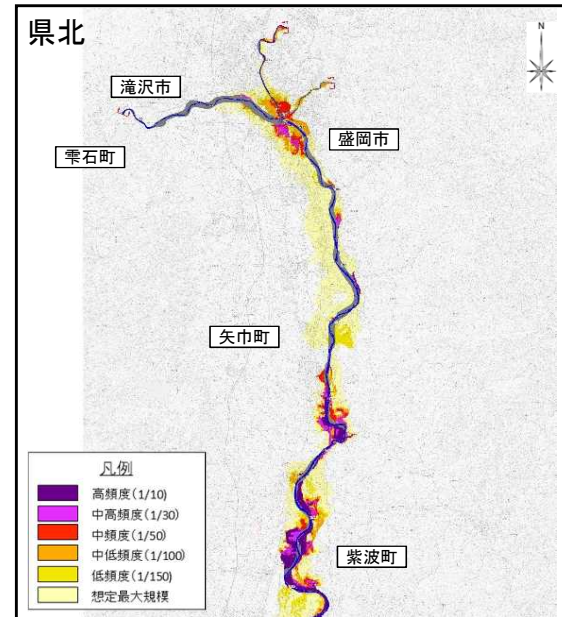 県北
N
滝沢市
盛岡市
雫石町
矢巾町
紫波町
凡例
高頻度(1/10)
中高頻度(1/30)
中頻度(1/50)
中低頻度(1/100)
低頻度(1/150)
想定最大規模